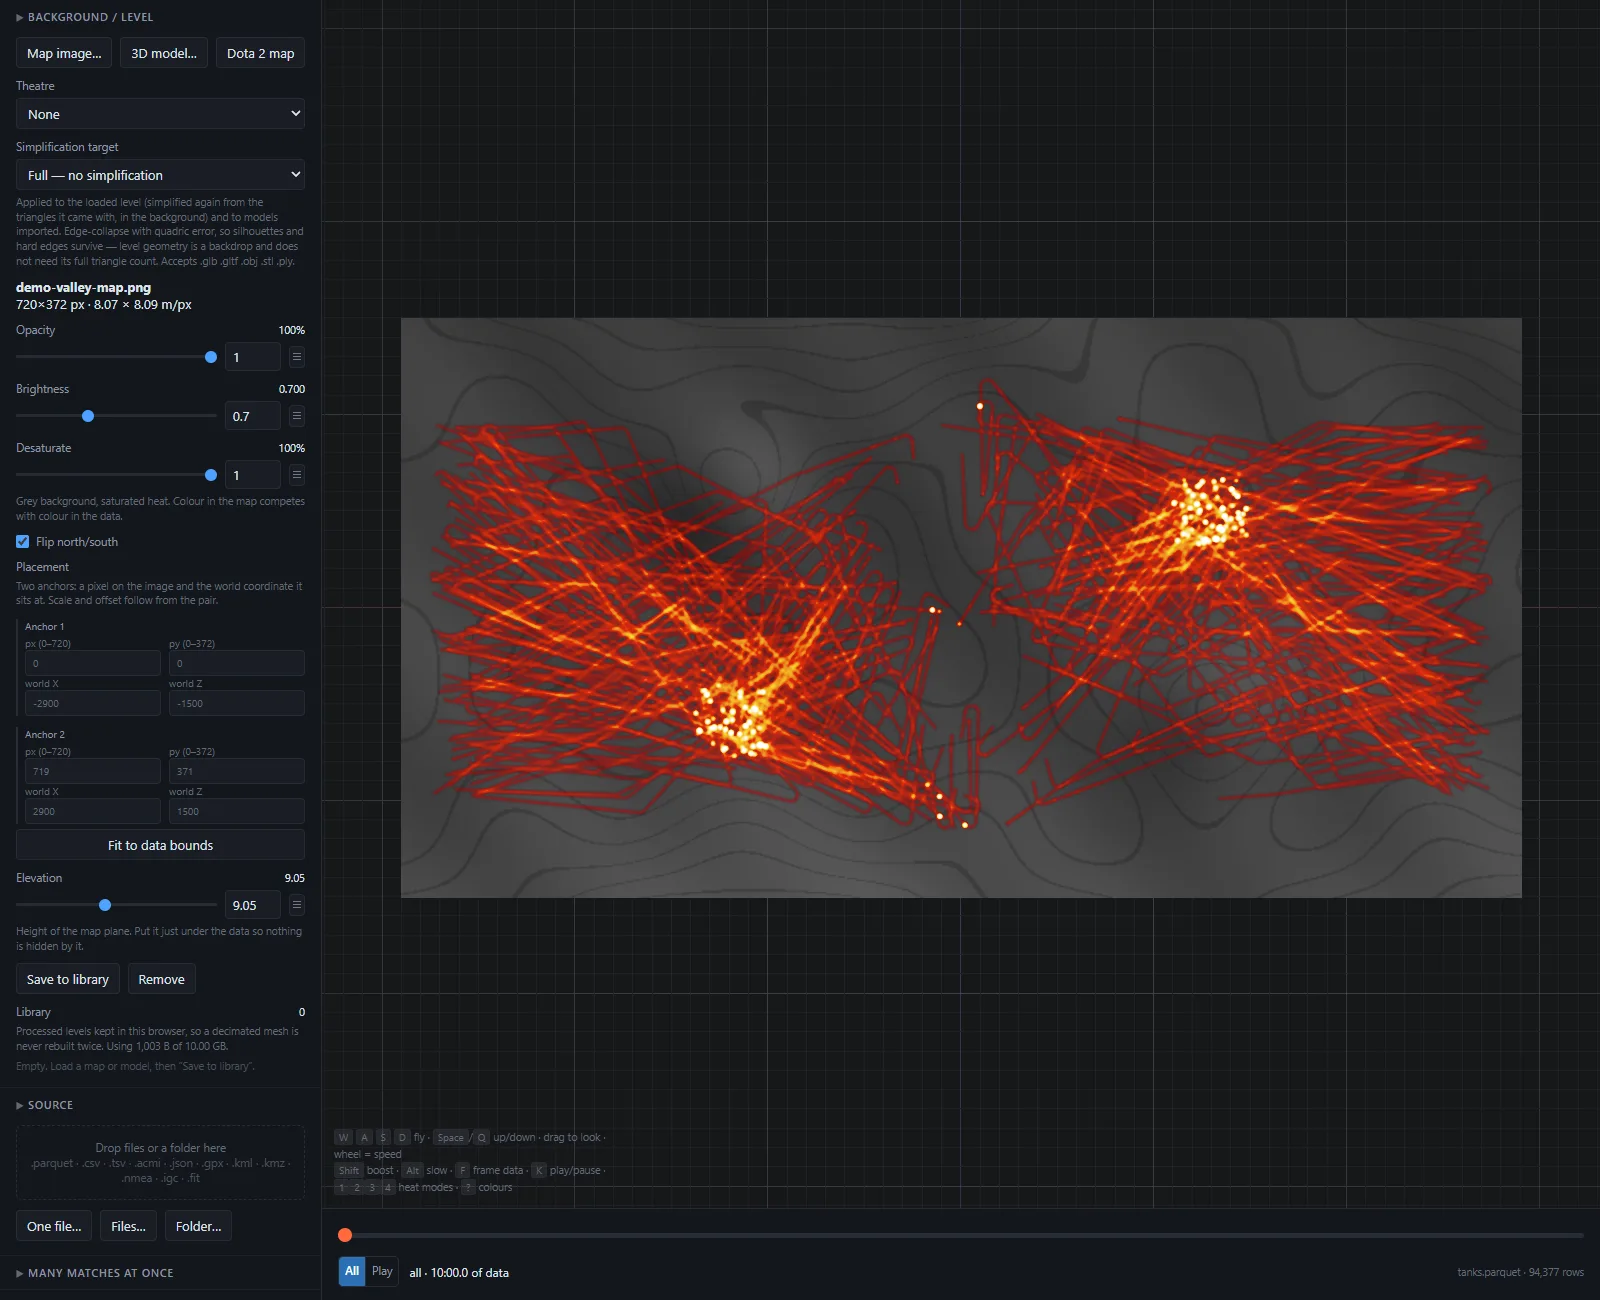 BACKGROUND / LEVEL
Map image...
3D model...
Dota 2 map
Theatre
None
Simplification target
Full — no simplification
Applied to the loaded level (simplified again from the
triangles it came with, in the background) and to models
imported. Edge-collapse with quadric error, so silhouettes and
hard edges survive — level geometry is a backdrop and does
not need its full triangle count. Accepts .glb .gltf .obj .stl .ply.
demo-valley-map.png
720×372 px · 8.07 × 8.09 m/px
Opacity 100%
1
Brightness 0.700
0.7
Desaturate 100%
1
Grey background, saturated heat. Colour in the map competes
with colour in the data.
Flip north/south
Placement
Two anchors: a pixel on the image and the world coordinate it
sits at. Scale and offset follow from the pair.
Anchor 1
px (0–720) py (0–372)
0 0
world X world Z
-2900 -1500
Anchor 2
px (0–720) py (0–372)
719 371
world X world Z
2900 1500
Fit to data bounds
Elevation 9.05
9.05
Height of the map plane. Put it just under the data so nothing
is hidden by it.
Save to library
Remove
Library 0
Processed levels kept in this browser, so a decimated mesh is
never rebuilt twice. Using 1,003 B of 10.00 GB.
Empty. Load a map or model, then "Save to library".
SOURCE
Drop files or a folder here
.parquet · .csv · .tsv · .acmi · .json · .gpx · .kml · .kmz ·
.nmea · .igc · .fit
One file...
Files...
Folder...
MANY MATCHES AT ONCE
W A S D fly · Space / Q up/down · drag to look ·
wheel = speed
Shift boost · Alt slow · F frame data · K play/pause ·
1 2 3 4 heat modes · ? colours
All
Play
all · 10:00.0 of data
tanks.parquet · 94,377 rows